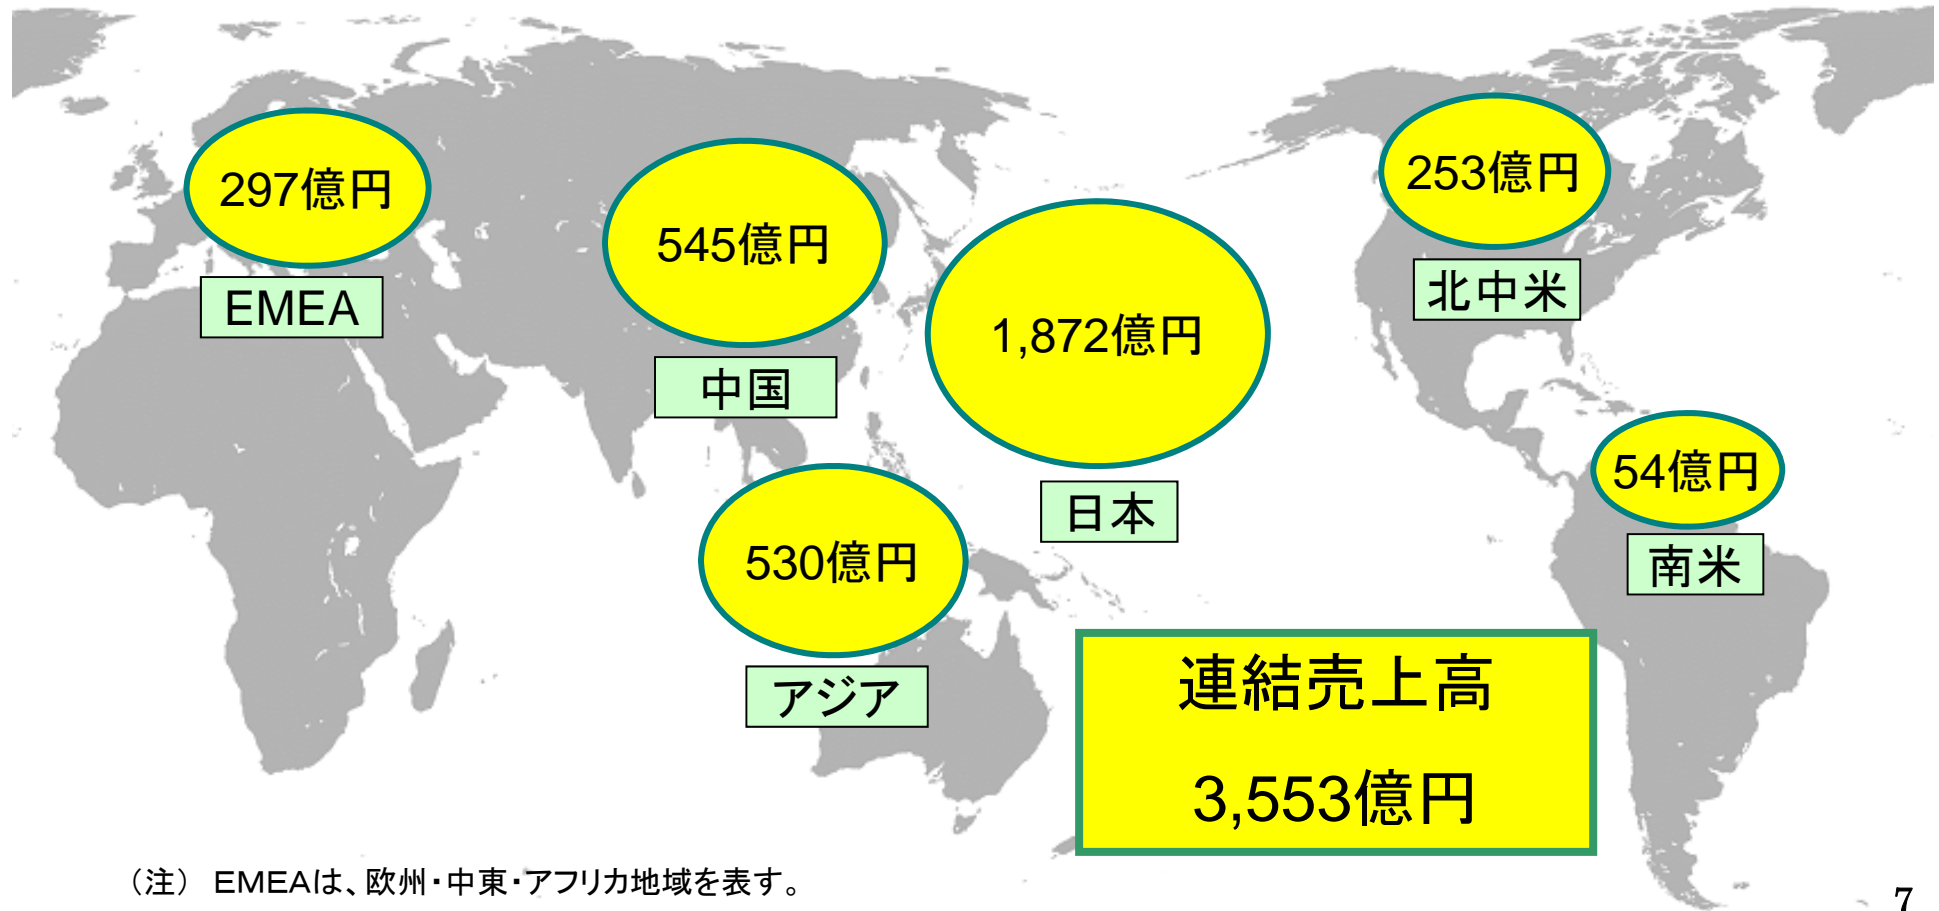 297億円
EMEA
545億円
中国
1,872億円
日本
530億円
アジア
253億円
北中米
54億円
南米
連結売上高
3,553億円
（注） EMEAは、欧州・中東・アフリカ地域を表す。
7